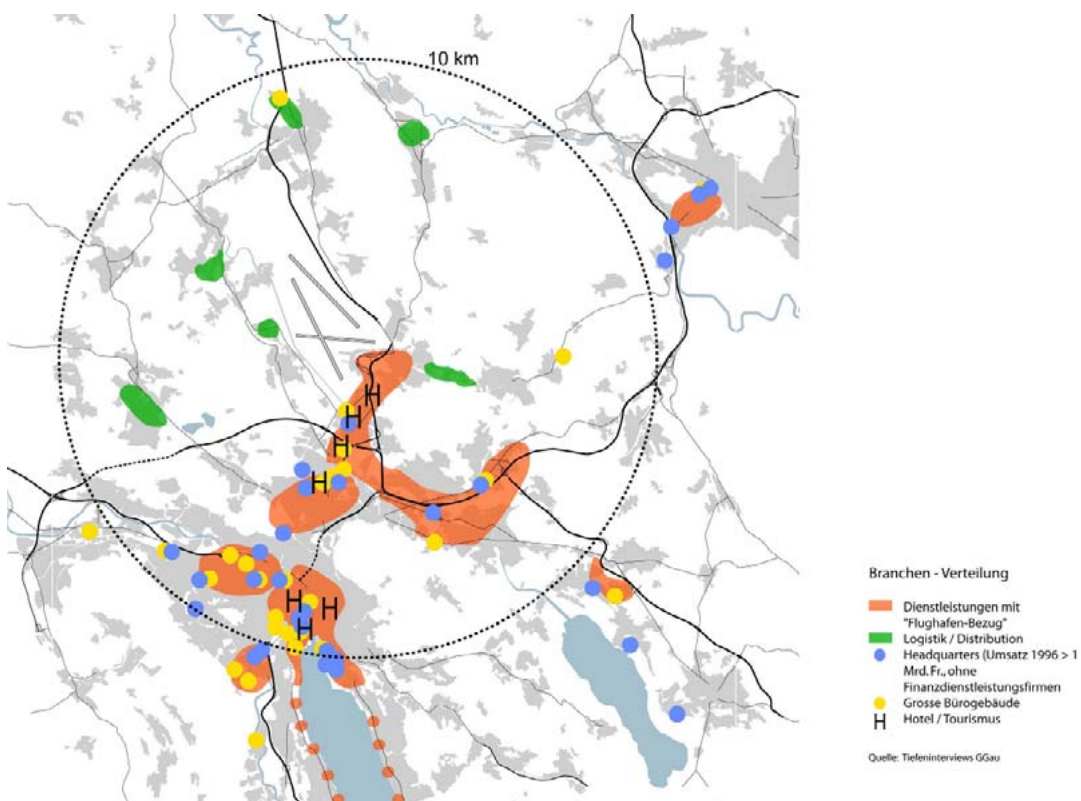 10 km
H
H
H
H
H
H
H
Branchen - Verteilung
Dienstleistungen mit
"Flughafen-Bezug"
Logistik / Distribution
Headquarters (Umsatz 1996 > 1
Mrd. Fr., ohne
Finanzdienstleistungsfirmen
Grosse Bürogebäude
H Hotel / Tourismus
Quelle: Tiefeninterviews GGau